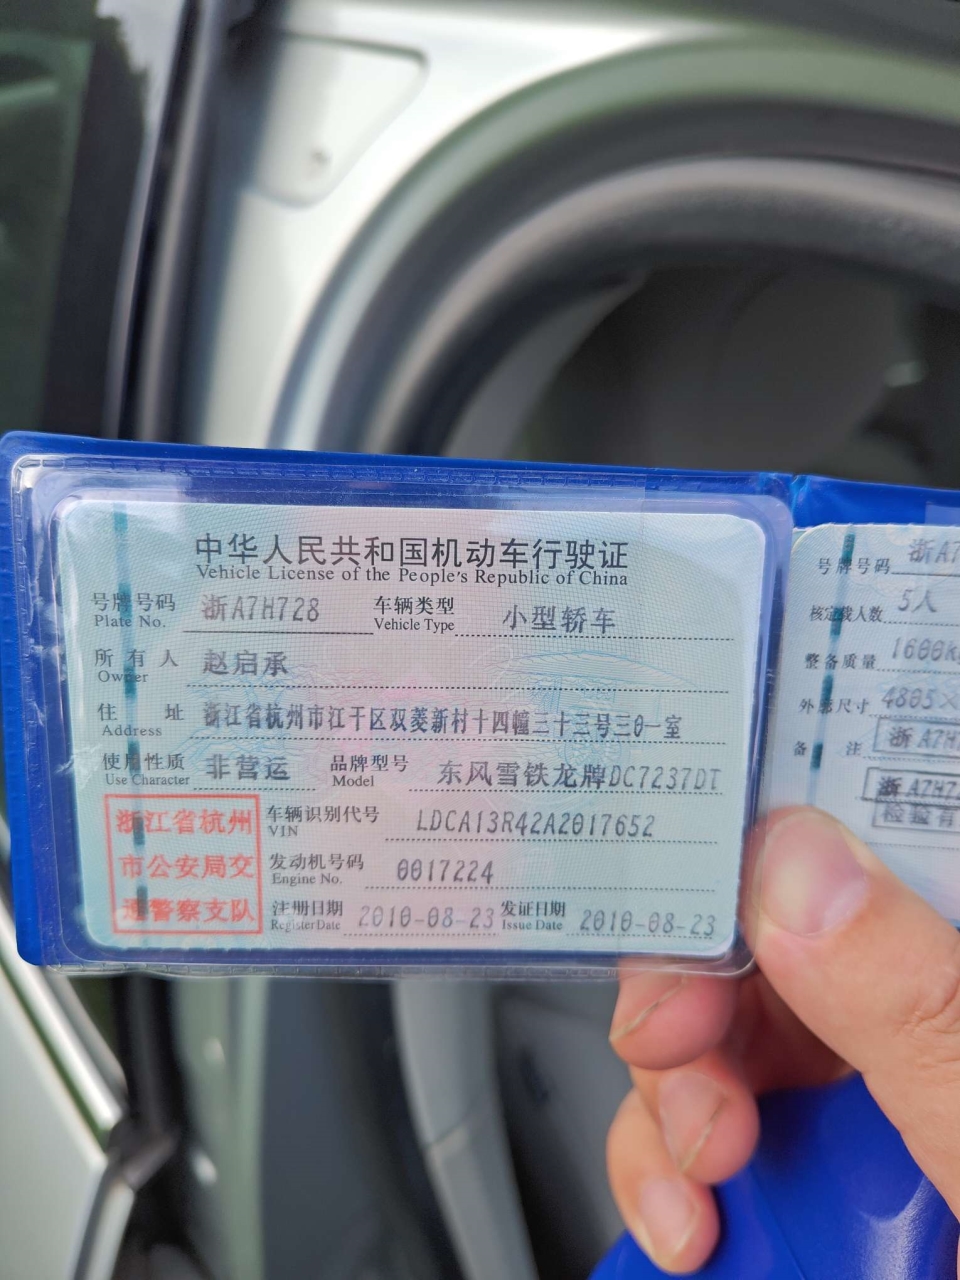 中华人民共和国机动车行驶证
Vehicle License of the People's Republic of China
号牌号码 浙A7H728 车辆类型 小型轿车
Plate No. Vehicle Type
所有人 赵启承
Owner
住址 浙江省杭州市江干区双菱新村十四幢三十三号三0一室
Address
使用性质 非营运 品牌型号 东风雪铁龙牌DC7237DT
Use Character Model
浙江省杭州
市公安局交
通警察支队
车辆识别代号 LDCA13R42A2017652
VIN
发动机号码 0017224
Engine No.
注册日期 2010-08-23 发证日期 2010-08-23
Register Date Issue Date
号牌号码 浙A7
核定载人数 5人
整备质量 1600k
外廓尺寸 4805×
备注 浙A7H7
浙A7H7
检验有